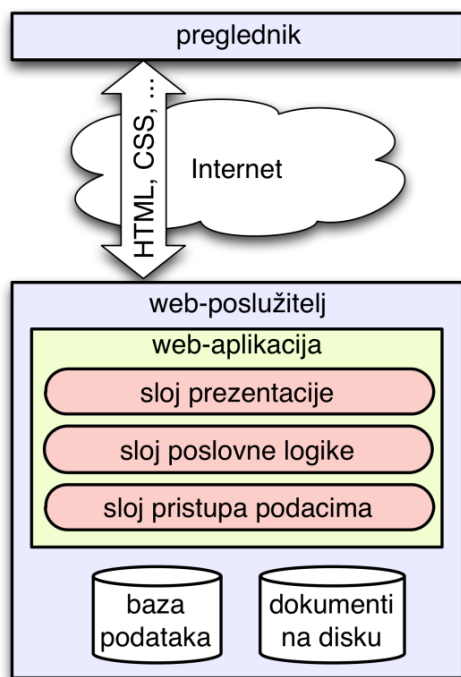 preglednik
HTML, CSS, ...
Internet
web-poslužitelj
web-aplikacija
sloj prezentacije
sloj poslovne logike
sloj pristupa podacima
baza
podataka
dokumenti
na disku